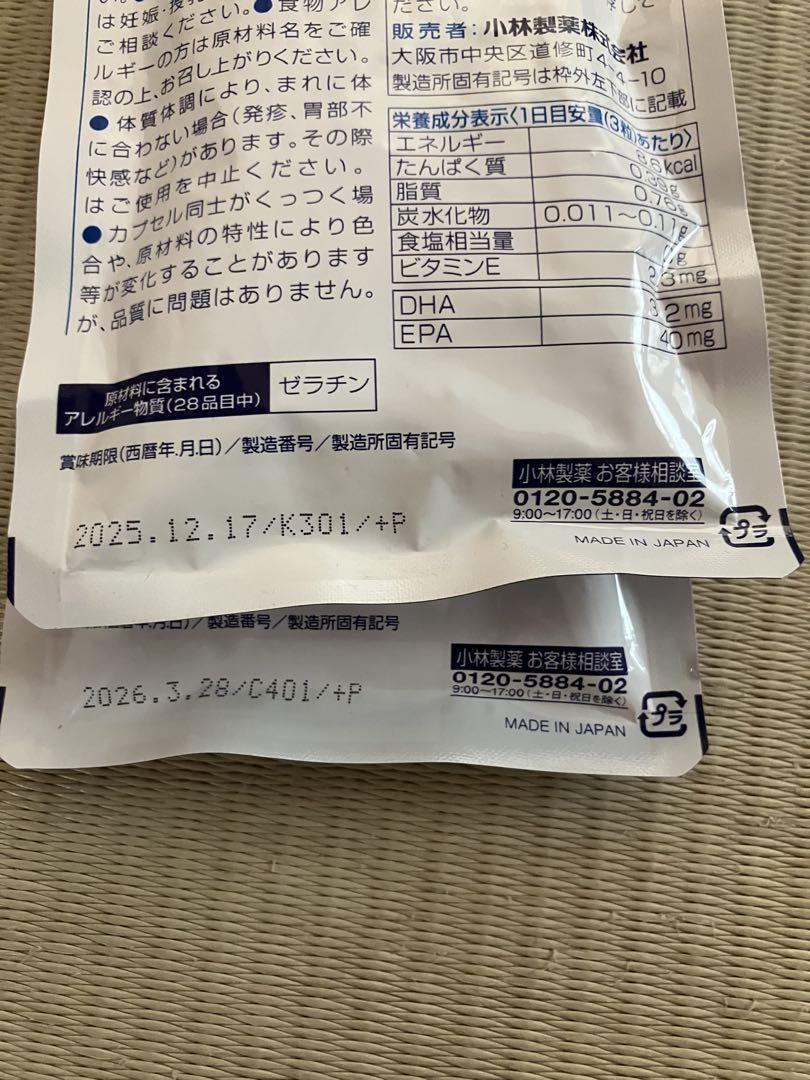 は妊娠・授乳
ご相談ください。●食物アレ
ルギーの方は原材料名をご確
認の上、お召し上がりください。
●体質体調により、まれに体
に合わない場合(発疹、胃部不
快感など)があります。その際
はご使用を中止ください。
●カプセル同士がくっつく場
合や、原材料の特性により色
等が変化することがあります
が、品質に問題はありません。
ださい。
販売者:小林製薬株式会社
大阪市中央区道修町4-4-10
製造所固有記号は枠外左下部に記載
栄養成分表示〈1日目安量(3粒)あたり〉
エネルギー 8.6kcal
たんぱく質 0.39g
脂質 0.76g
炭水化物 0.011〜0.17g
食塩相当量 g
ビタミンE mg
DHA mg
EPA 40mg
原材料に含まれる
アレルギー物質(28品目中)
ゼラチン
賞味期限(西暦年.月.日)/製造番号/製造所固有記号
2025.12.17/K301/+P
小林製薬 お客様相談室
0120-5884-02
9:00〜17:00(土・日・祝日を除く)
MADE IN JAPAN
プラ
年.月.日)/製造番号/製造所固有記号
2026.3.28/C401/+P
小林製薬 お客様相談室
0120-5884-02
9:00〜17:00(土・日・祝日を除く)
MADE IN JAPAN
プラ